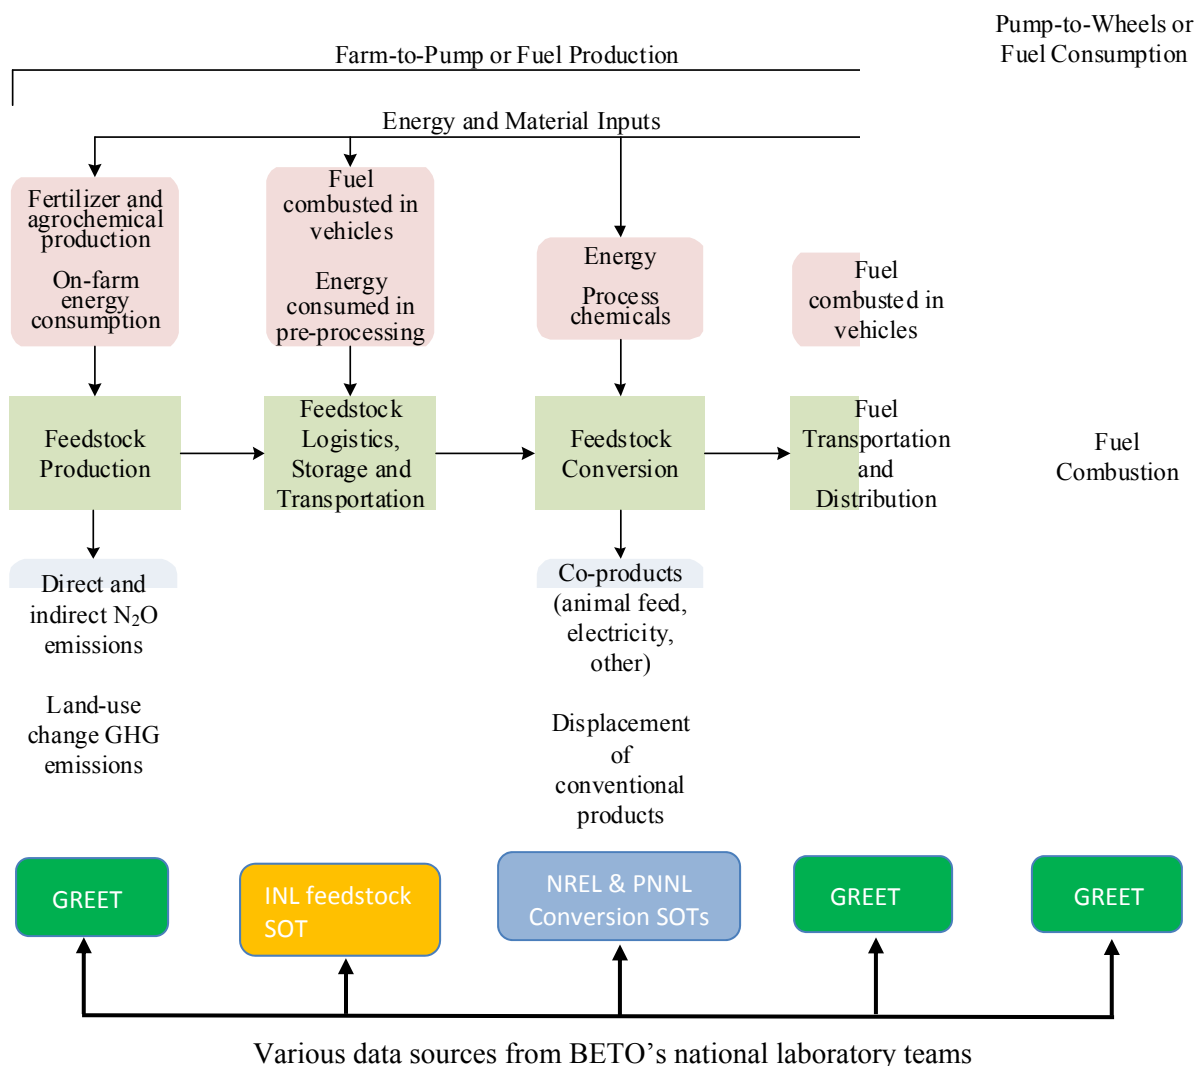 Pump-to-Wheels or
Fuel Consumption
Farm-to-Pump or Fuel Production
Energy and Material Inputs
Fertilizer and
agrochemical
production
On-farm
energy
consumption
Fuel
combusted in
vehicles
Energy
consumed in
pre-processing
Energy
Process
chemicals
Fuel
combusted in
vehicles
Feedstock
Production
Feedstock
Logistics,
Storage and
Transportation
Feedstock
Conversion
Fuel
Transportation
and
Distribution
Fuel
Combustion
Direct and
indirect N₂O
emissions
Land-use
change GHG
emissions
Co-products
(animal feed,
electricity,
other)
Displacement
of
conventional
products
GREET
INL feedstock
SOT
NREL & PNNL
Conversion SOTs
GREET
GREET
Various data sources from BETO’s national laboratory teams